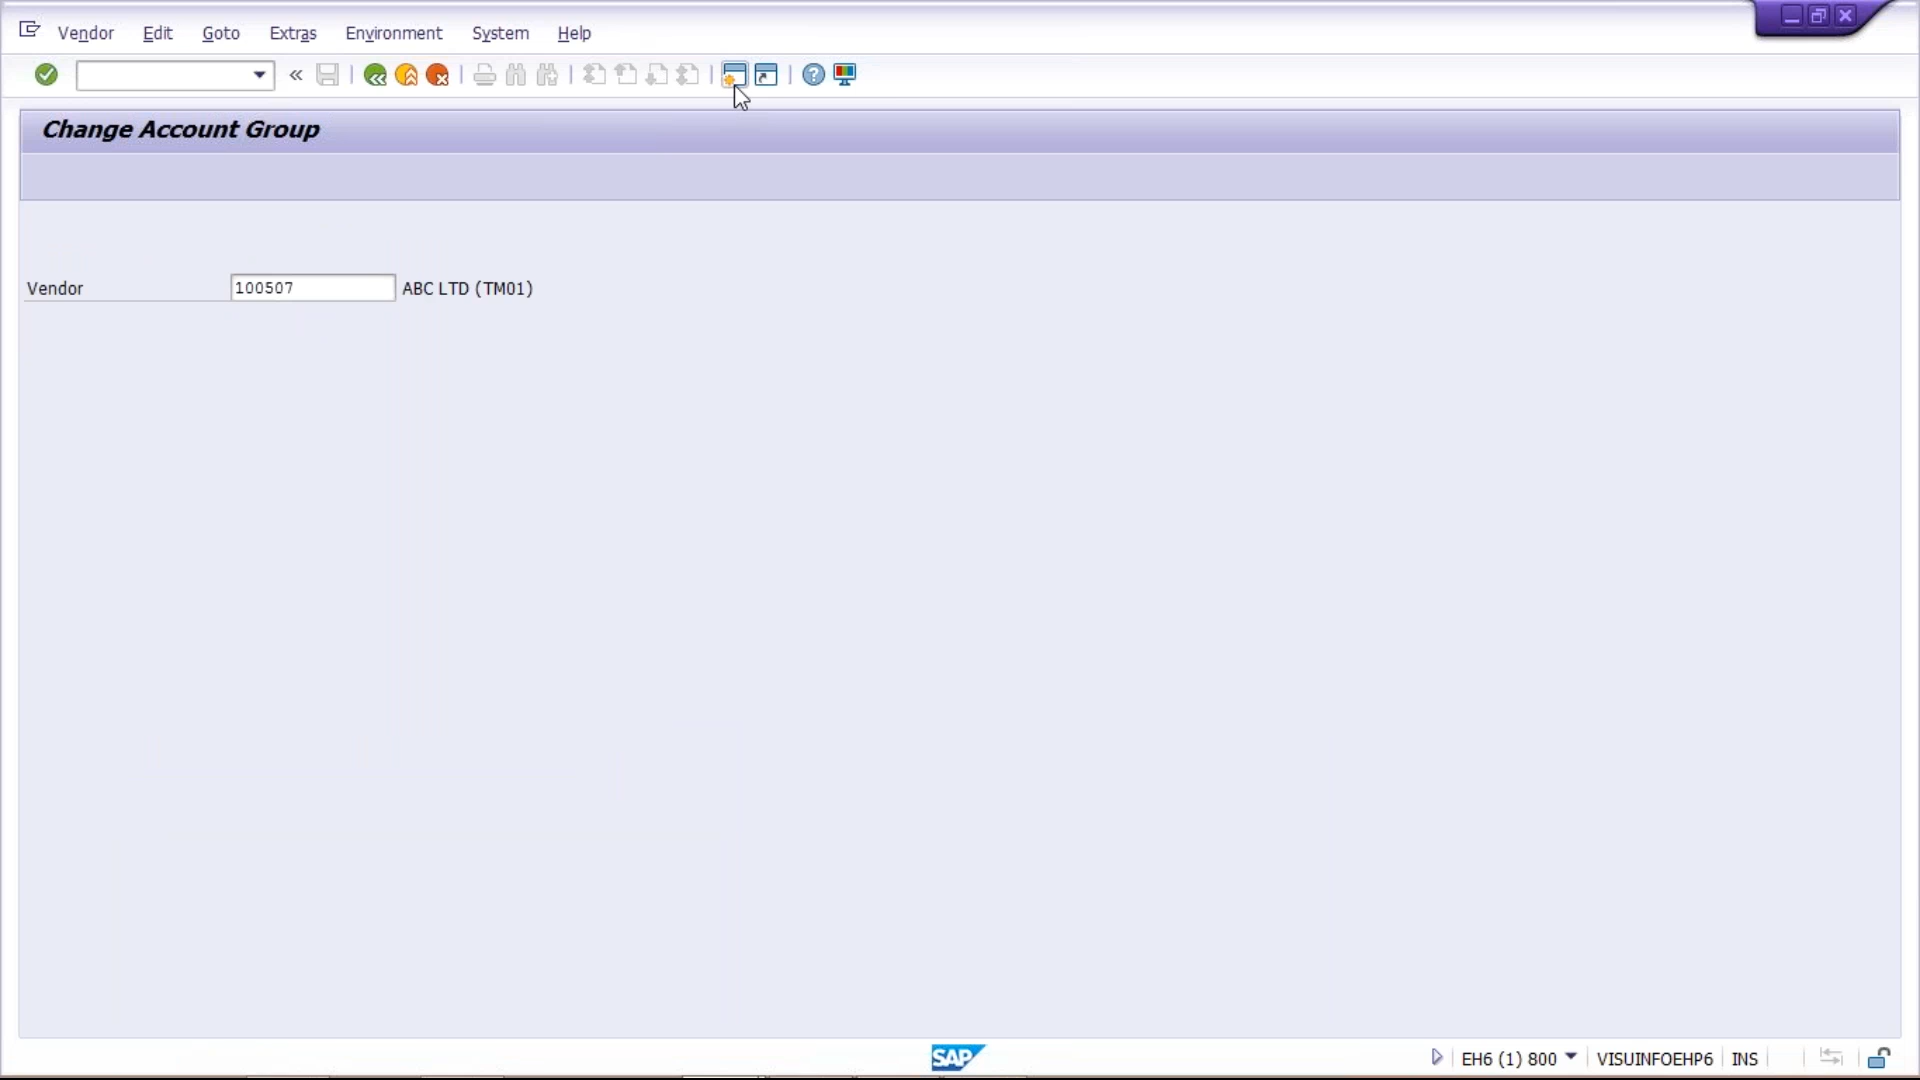 Vendor Edit Goto Extras Environment System Help
Change Account Group
Vendor 100507 ABC LTD (TM01)
SAP EH6 (1) 800 VISUINFOEHP6 INS